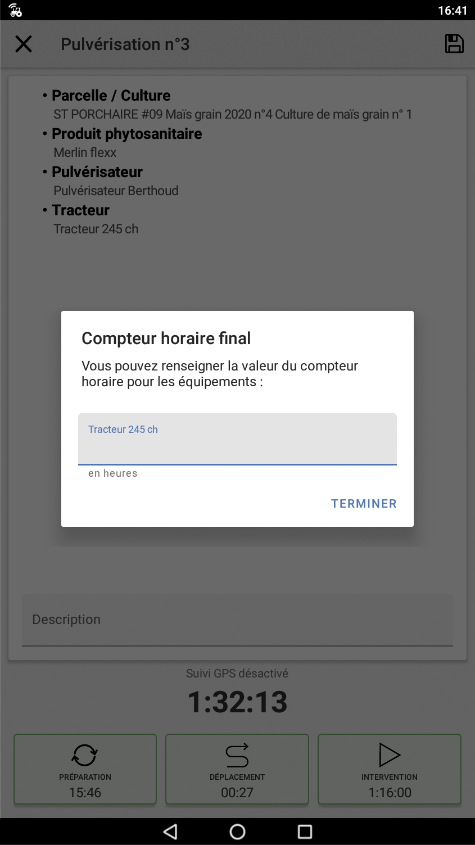 16:41
Pulvérisation n°3
• Parcelle / Culture
ST PORCHAIRE #09 Maïs grain 2020 n°4 Culture de maïs grain n° 1
• Produit phytosanitaire
Merlin flexx
• Pulvérisateur
Pulvérisateur Berthoud
• Tracteur
Tracteur 245 ch
Compteur horaire final
Vous pouvez renseigner la valeur du compteur
horaire pour les équipements :
Tracteur 245 ch
en heures
TERMINER
Description
Suivi GPS désactivé
1:32:13
PRÉPARATION
15:46
DÉPLACEMENT
00:27
INTERVENTION
1:16:00